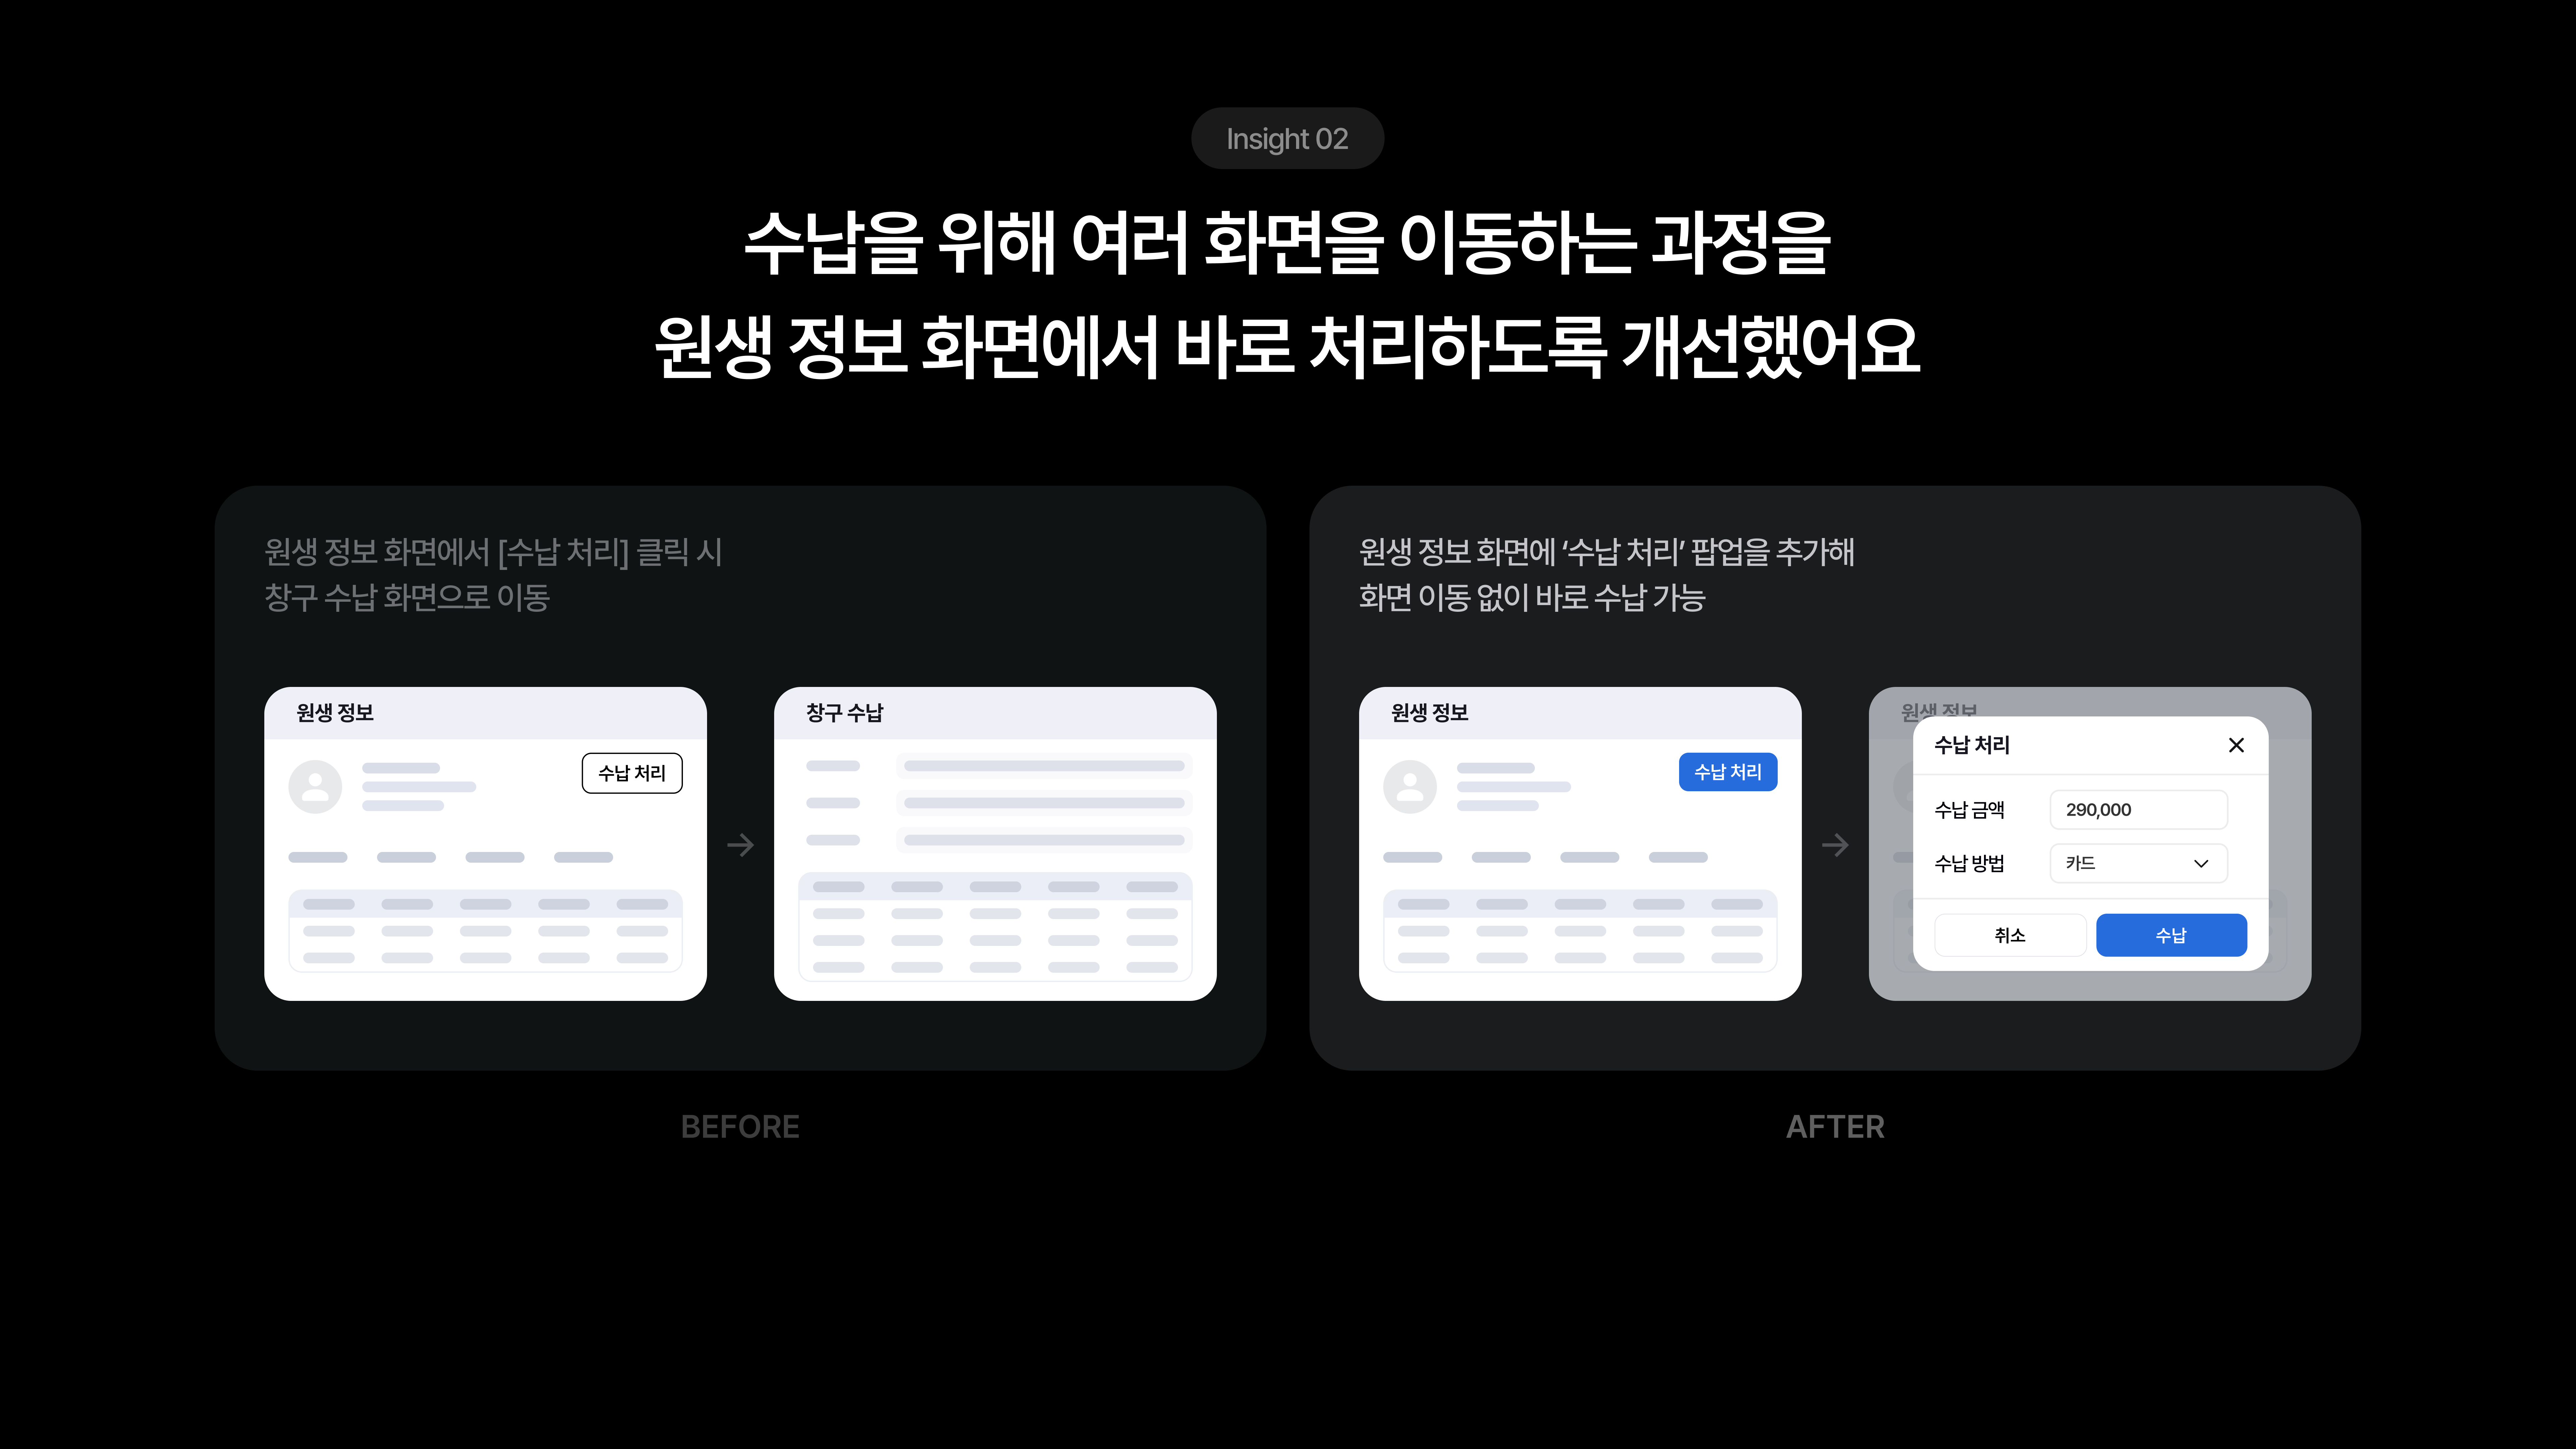 Insight 02
수납을 위해 여러 화면을 이동하는 과정을
원생 정보 화면에서 바로 처리하도록 개선했어요
원생 정보 화면에서 [수납 처리] 클릭 시
창구 수납 화면으로 이동
원생 정보
수납 처리
창구 수납
BEFORE
원생 정보 화면에 ‘수납 처리’ 팝업을 추가해
화면 이동 없이 바로 수납 가능
원생 정보
수납 처리
원생 정보
수납 처리
수납 금액 290,000
수납 방법 카드
취소 수납
AFTER